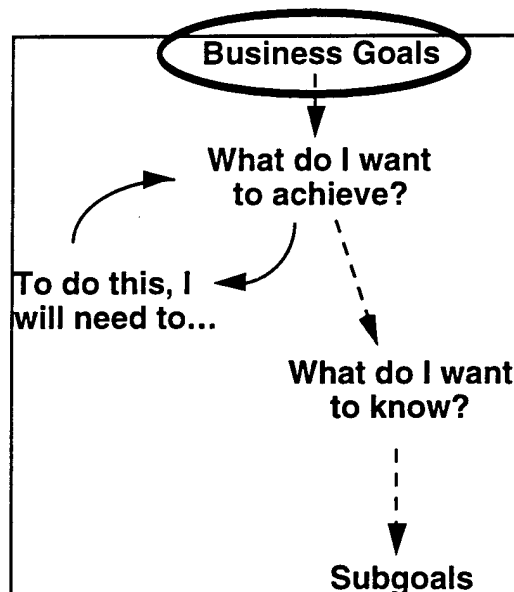 Business Goals
What do I want
to achieve?
To do this, I
will need to...
What do I want
to know?
Subgoals